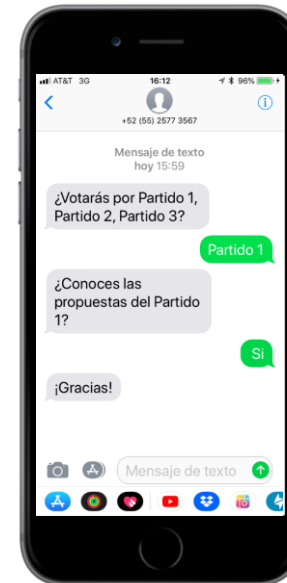 AT&T 3G 16:12 96%
+52 (55) 2577 3567
Mensaje de texto
hoy 15:59
¿Votarás por Partido 1,
Partido 2, Partido 3?
Partido 1
¿Conoces las
propuestas del Partido
1?
Si
¡Gracias!
Mensaje de texto